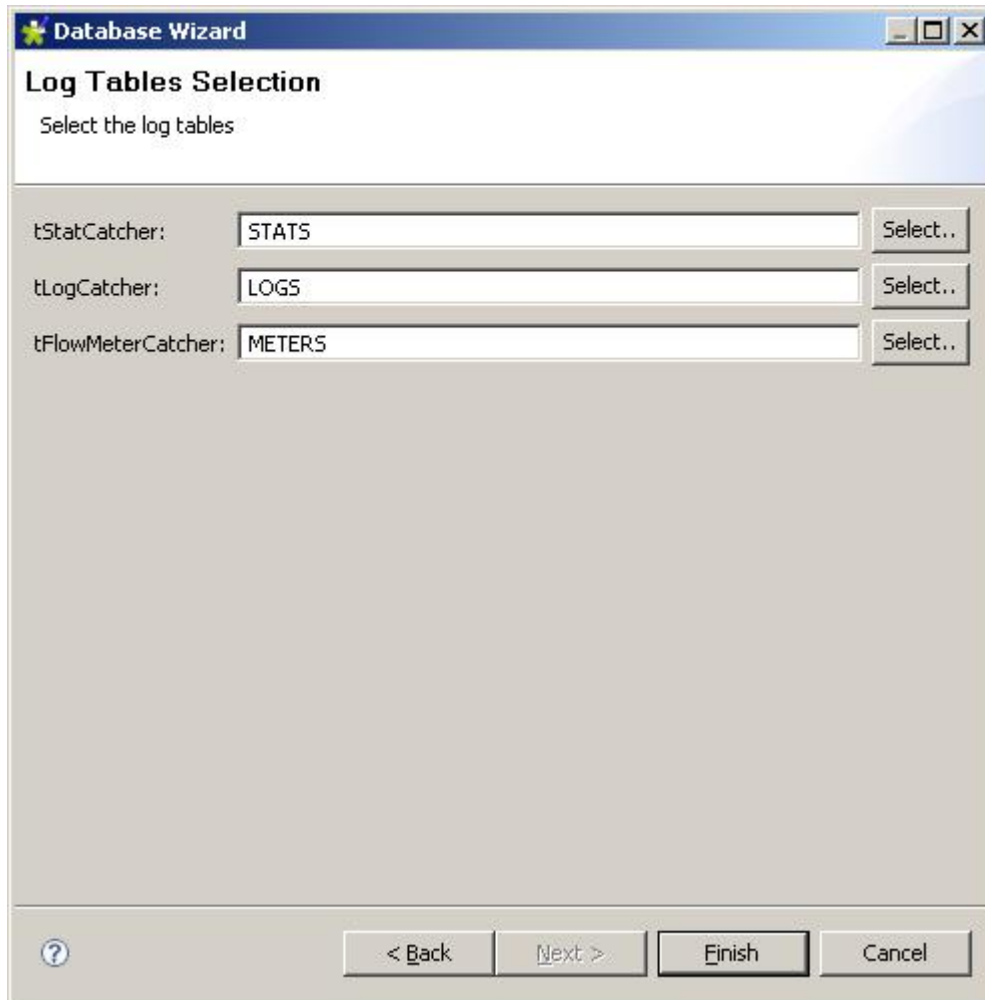 Database Wizard
Log Tables Selection
Select the log tables
tStatCatcher: STATS Select..
tLogCatcher: LOGS Select..
tFlowMeterCatcher: METERS Select..
? < Back Next > Finish Cancel